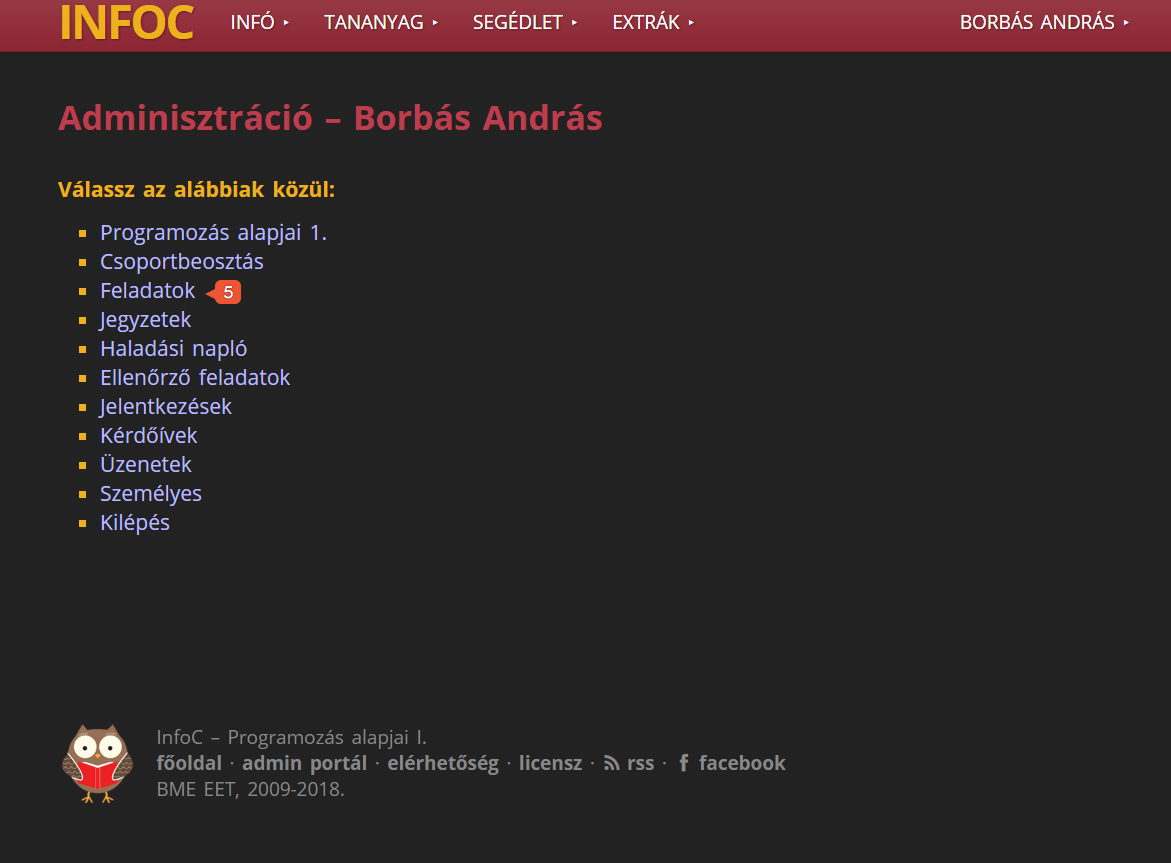 INFOC INFÓ ▸ TANANYAG ▸ SEGÉDLET ▸ EXTRÁK ▸ BORBÁS ANDRÁS ▸
Adminisztráció – Borbás András
Válassz az alábbiak közül:
Programozás alapjai 1.
Csoportbeosztás
Feladatok 5
Jegyzetek
Haladási napló
Ellenőrző feladatok
Jelentkezések
Kérdőívek
Üzenetek
Személyes
Kilépés
InfoC – Programozás alapjai I.
főoldal · admin portál · elérhetőség · licensz · rss · facebook
BME EET, 2009-2018.